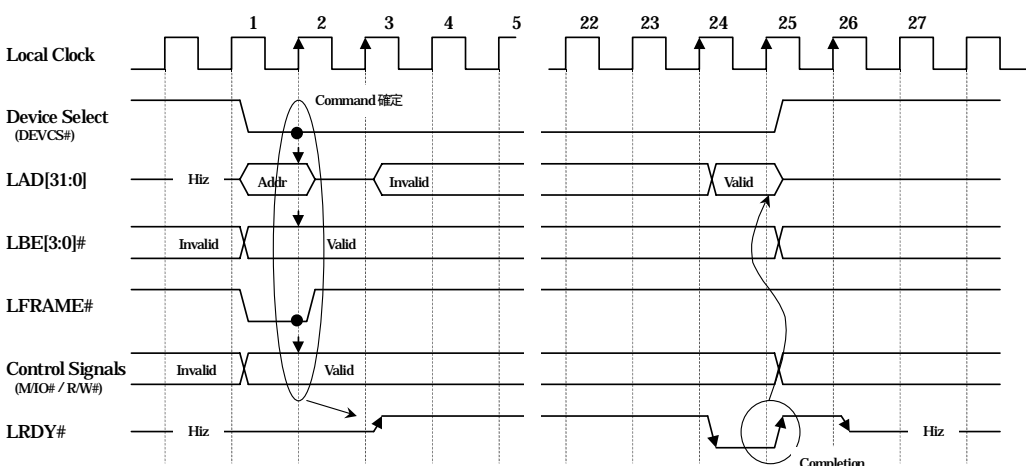 1 2 3 4 5 22 23 24 25 26 27
Local Clock
Command 確定
Device Select
(DEVCS#)
LAD[31:0] Hiz Addr Invalid Valid
LBE[3:0]# Invalid Valid
LFRAME#
Control Signals Invalid Valid
(M/IO# / R/W#)
LRDY# Hiz Hiz
Completion